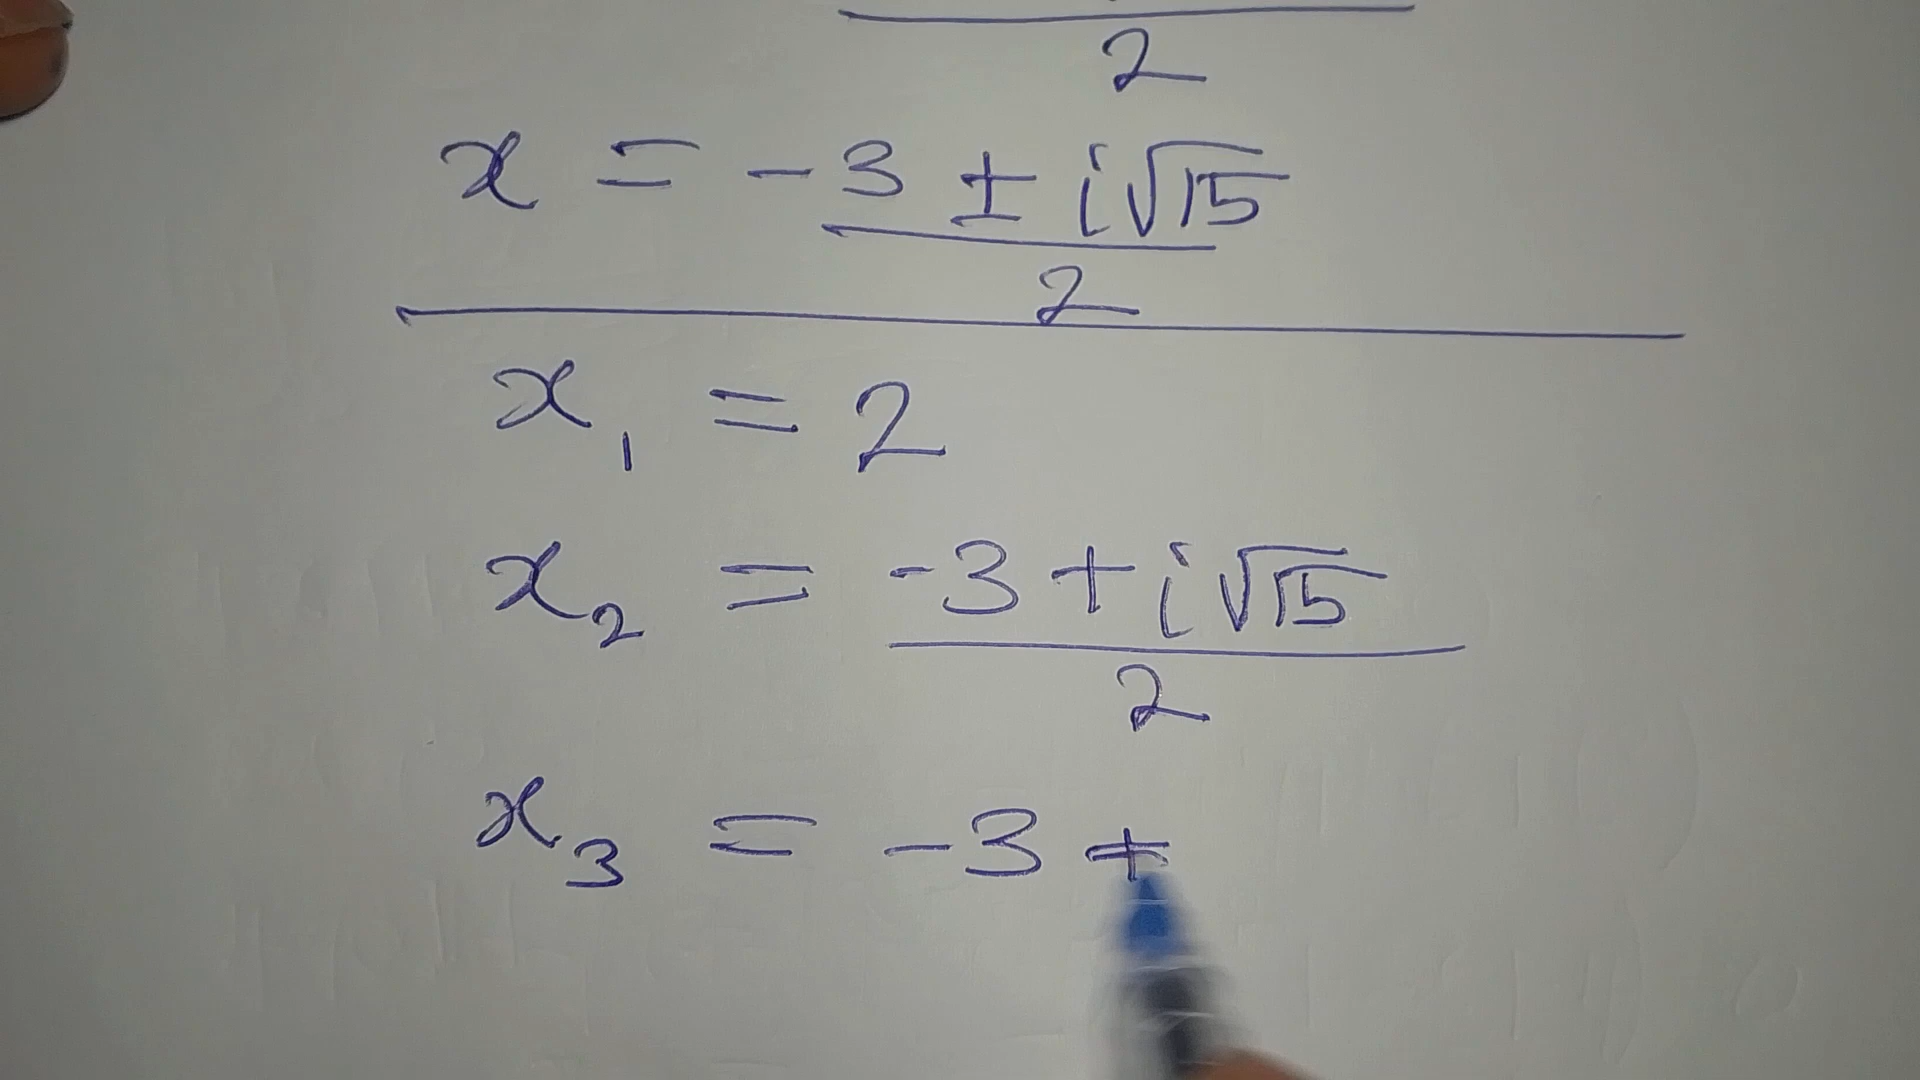 2
x = -3 ± i√15
2
x₁ = 2
x₂ = -3 + i√15
2
x₃ = -3 +